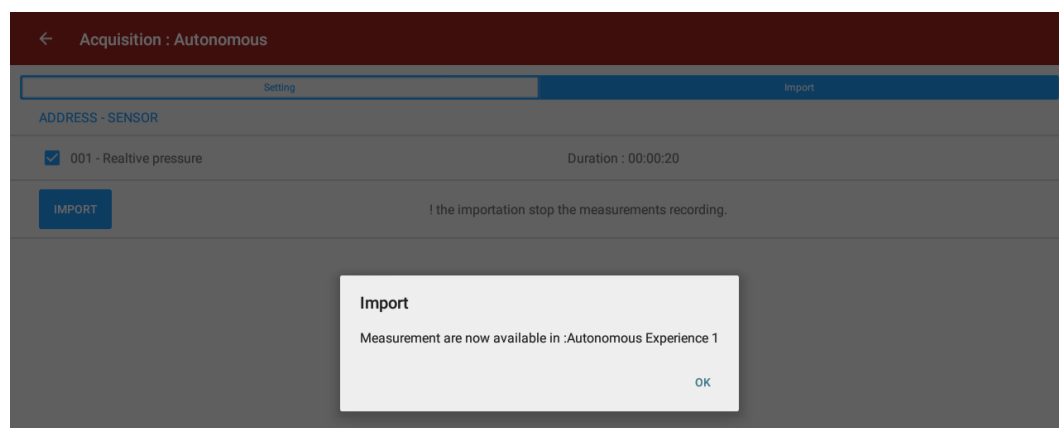 Acquisition : Autonomous
Setting
Import
ADDRESS - SENSOR
001 - Realtive pressure
Duration : 00:00:20
IMPORT
! the importation stop the measurements recording.
Import
Measurement are now available in :Autonomous Experience 1
OK